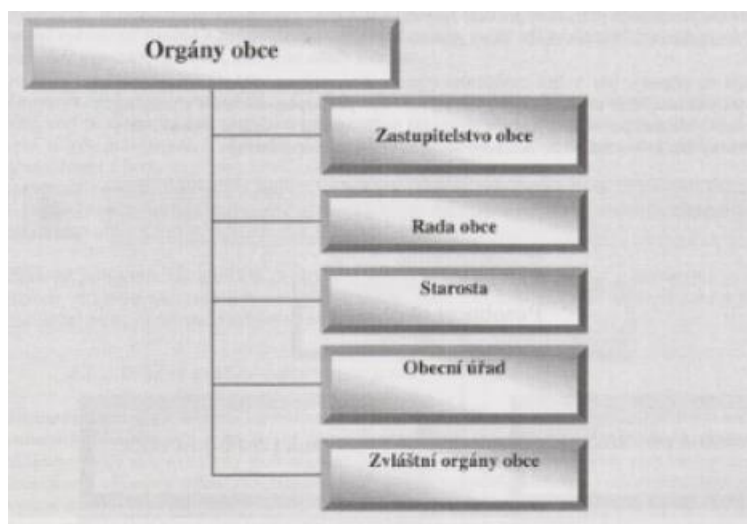 Orgány obce
Zastupitelstvo obce
Rada obce
Starosta
Obecní úřad
Zvláštní orgány obce